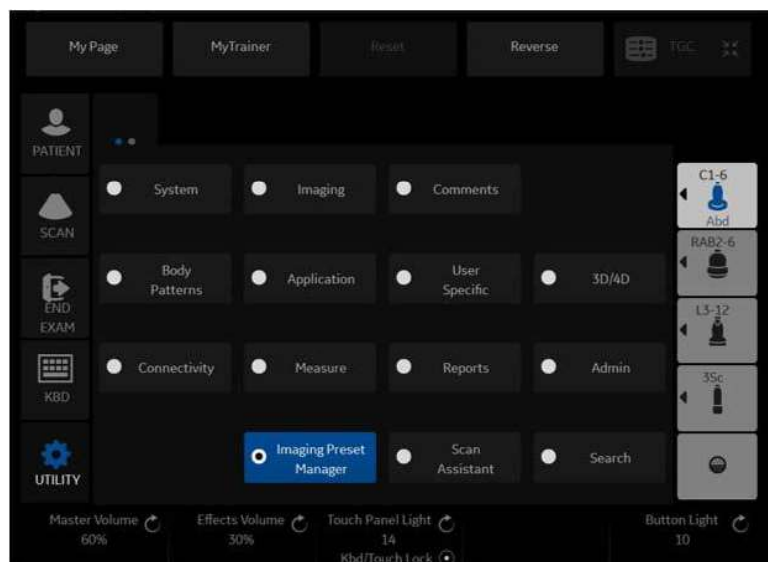 My Page
MyTrainer
Reset
Reverse
TGC
PATIENT
SCAN
END
EXAM
KBD
UTILITY
System
Imaging
Comments
Body
Patterns
Application
User
Specific
3D/4D
Connectivity
Measure
Reports
Admin
Imaging Preset
Manager
Scan
Assistant
Search
C1-6
Abd
RAB2-6
L3-12
3Sc
Master Volume
60%
Effects Volume
30%
Touch Panel Light
14
Kbd/Touch Lock
Button Light
10